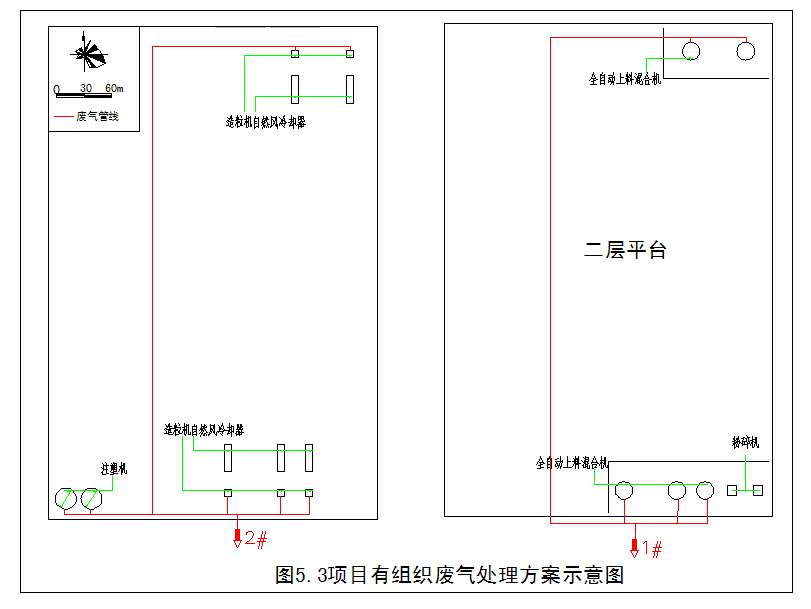 0 30 60m
废气管线
造粒机自然风冷却器
全自动上料混合机
二层平台
造粒机自然风冷却器
注塑机
粉碎机
全自动上料混合机
2#
1#
图5.3项目有组织废气处理方案示意图